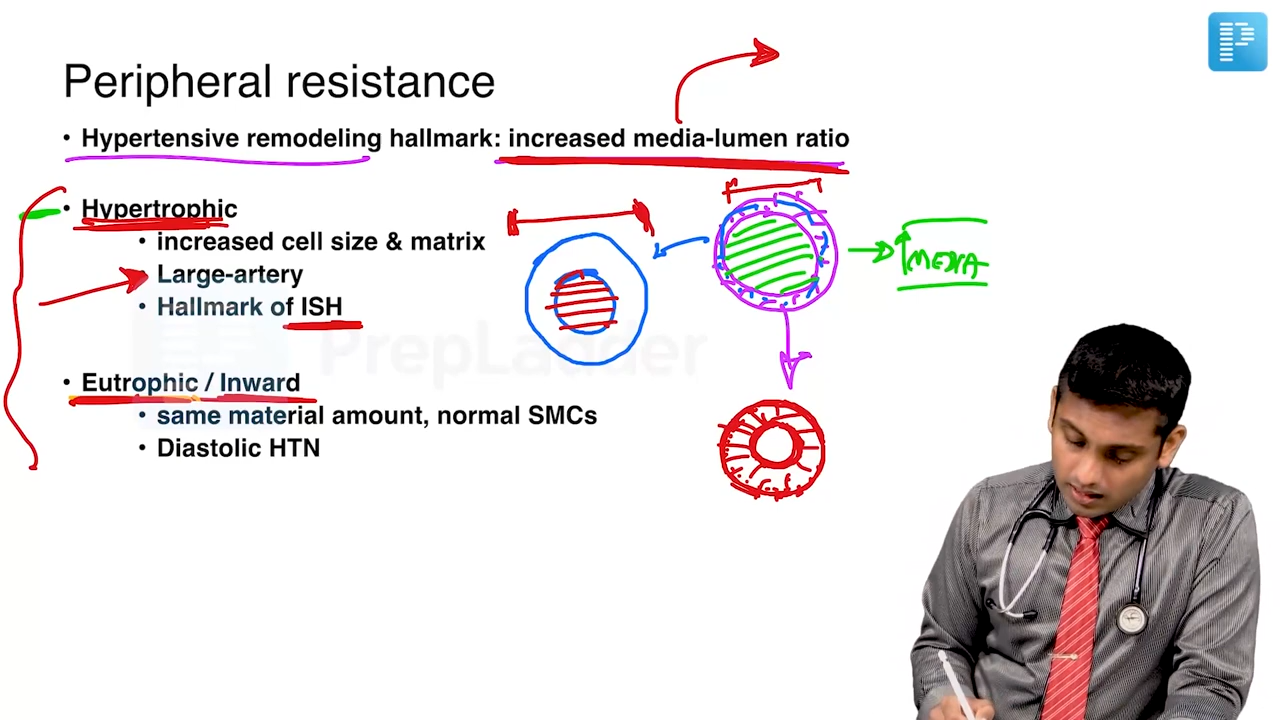 Peripheral resistance
• Hypertensive remodeling hallmark: increased media-lumen ratio
• Hypertrophic
• increased cell size & matrix
Large-artery
• Hallmark of ISH
↑MEDIA
PrepLadder
• Eutrophic / Inward
• same material amount, normal SMCs
• Diastolic HTN